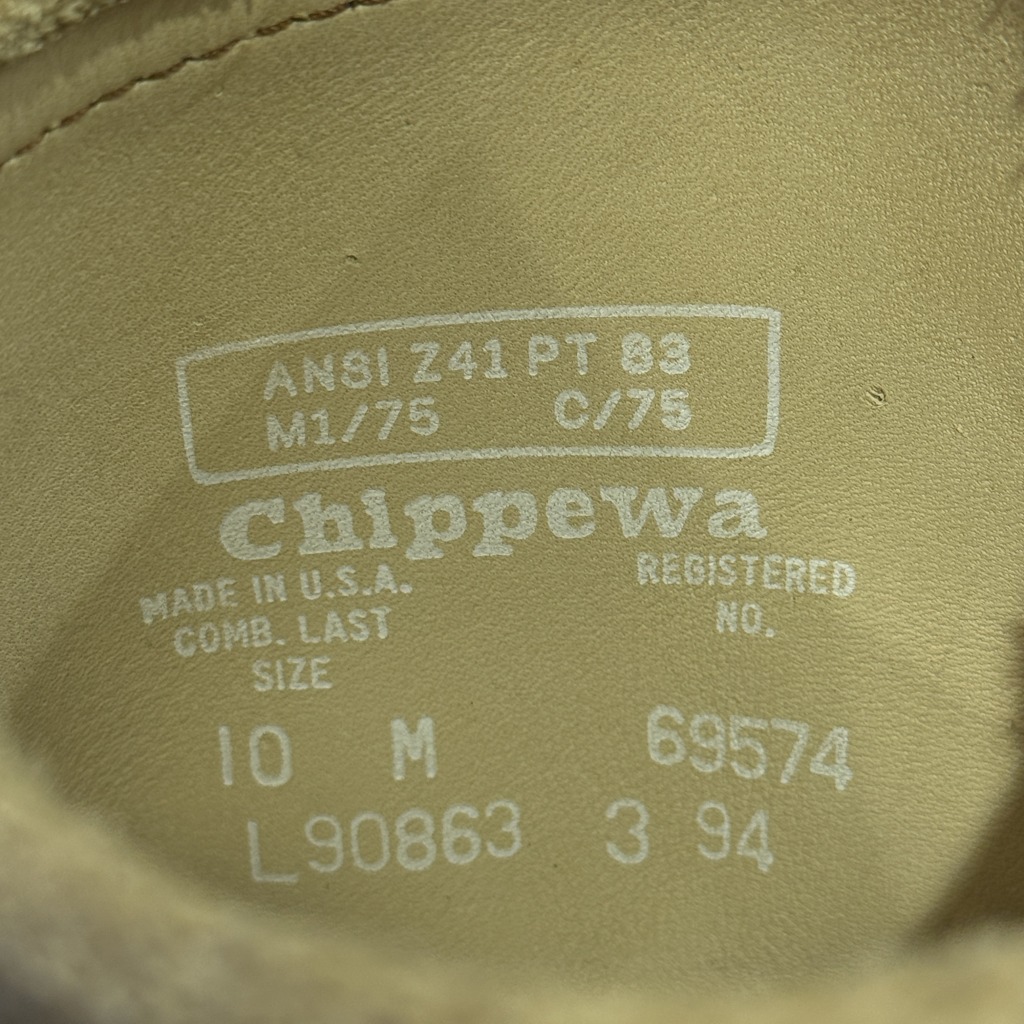 ANSI Z41 PT 83
M1/75 C/75
Chippewa
MADE IN U.S.A.
COMB. LAST
SIZE
REGISTERED
NO.
10 M 69574
L90863 3 94